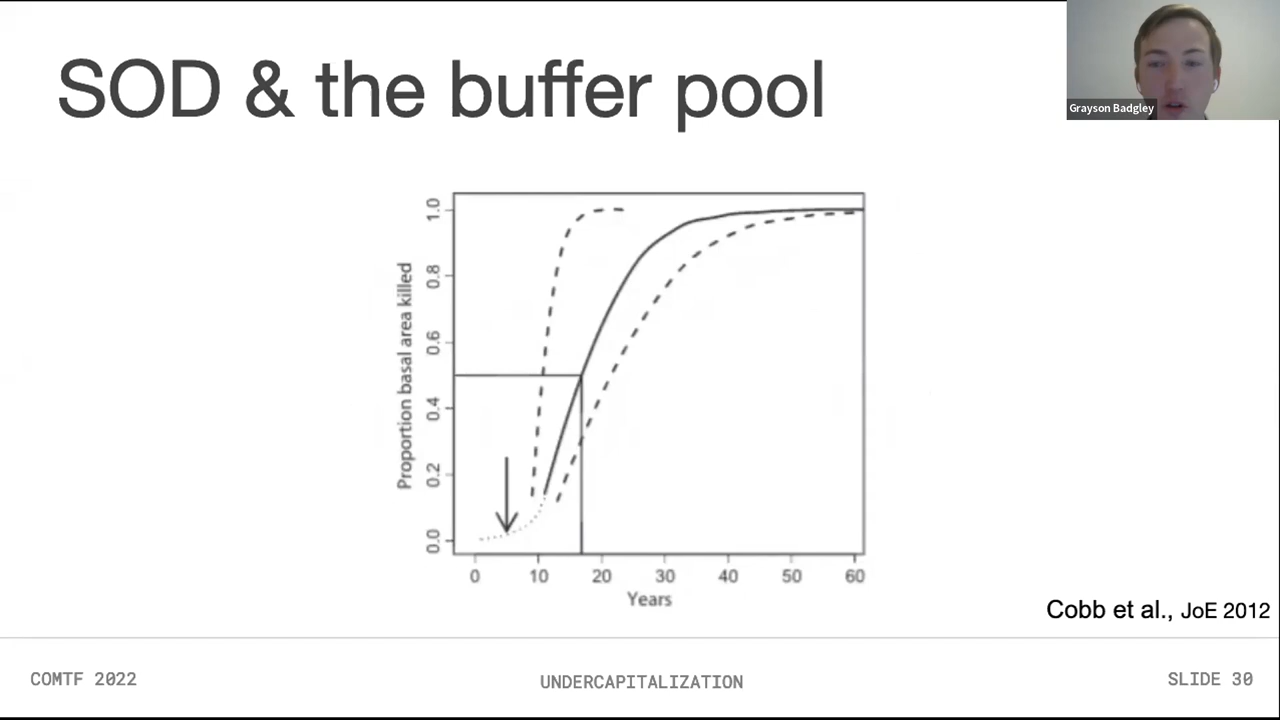 SOD & the buffer pool
Grayson Badgley
Proportion basal area killed
1.0
0.8
0.6
0.4
0.2
0.0
0 10 20 30 40 50 60
Years
Cobb et al., JoE 2012
COMTF 2022 UNDERCAPITALIZATION SLIDE 30